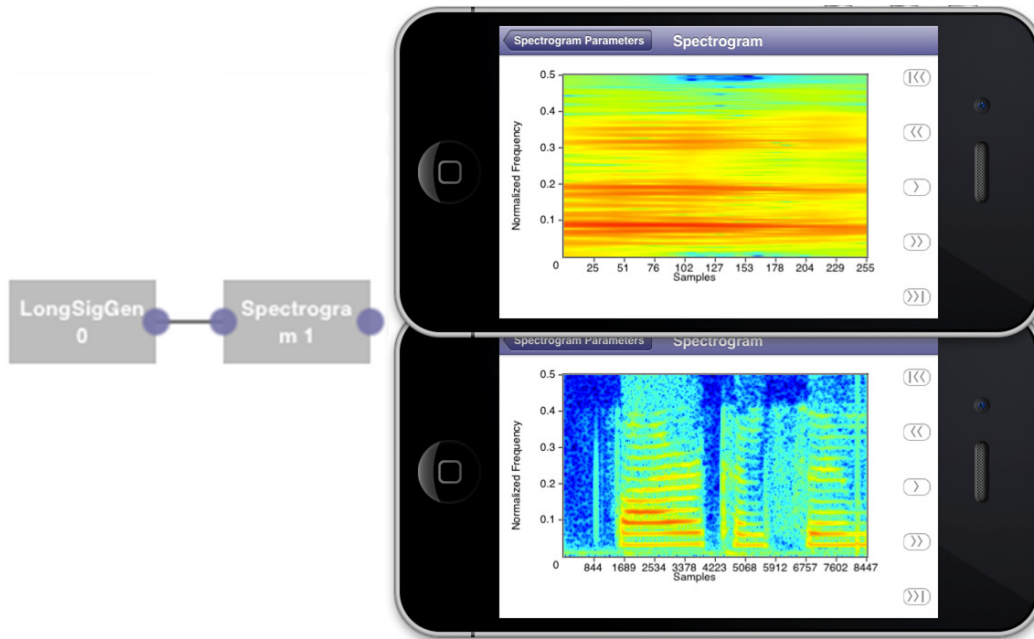 LongSigGen
0
Spectrogra
m 1
Spectrogram Parameters
Spectrogram
0.5
0.4
0.3
0.2
0.1
0
Normalized Frequency
25 51 76 102 127 153 178 204 229 255
Samples
Spectrogram Parameters
Spectrogram
0.5
0.4
0.3
0.2
0.1
0
Normalized Frequency
844 1689 2534 3378 4223 5068 5912 6757 7602 8447
Samples